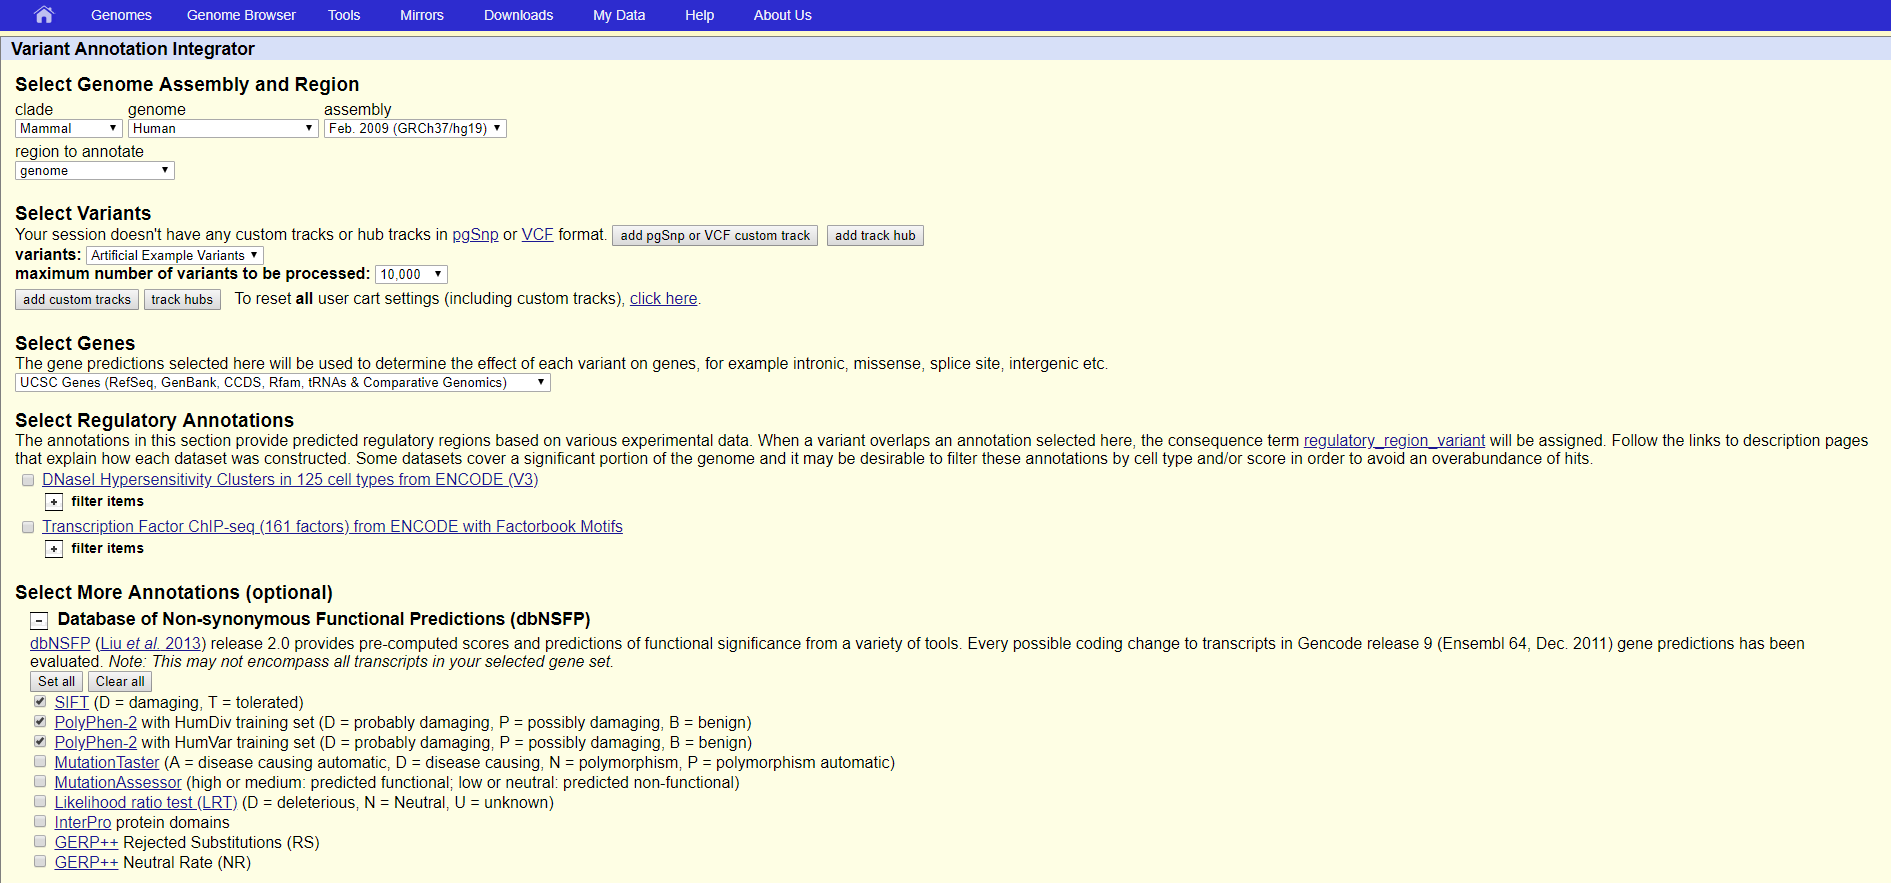 Genomes Genome Browser Tools Mirrors Downloads My Data Help About Us
Variant Annotation Integrator
Select Genome Assembly and Region
clade genome assembly
Mammal Human Feb. 2009 (GRCh37/hg19)
region to annotate
genome
Select Variants
Your session doesn't have any custom tracks or hub tracks in pgSnp or VCF format. add pgSnp or VCF custom track add track hub
variants: Artificial Example Variants
maximum number of variants to be processed: 10,000
add custom tracks track hubs To reset all user cart settings (including custom tracks), click here.
Select Genes
The gene predictions selected here will be used to determine the effect of each variant on genes, for example intronic, missense, splice site, intergenic etc.
UCSC Genes (RefSeq, GenBank, CCDS, Rfam, tRNAs & Comparative Genomics)
Select Regulatory Annotations
The annotations in this section provide predicted regulatory regions based on various experimental data. When a variant overlaps an annotation selected here, the consequence term regulatory_region_variant will be assigned. Follow the links to description pages
that explain how each dataset was constructed. Some datasets cover a significant portion of the genome and it may be desirable to filter these annotations by cell type and/or score in order to avoid an overabundance of hits.
DNaseI Hypersensitivity Clusters in 125 cell types from ENCODE (V3)
+ filter items
Transcription Factor ChIP-seq (161 factors) from ENCODE with Factorbook Motifs
+ filter items
Select More Annotations (optional)
- Database of Non-synonymous Functional Predictions (dbNSFP)
dbNSFP (Liu et al. 2013) release 2.0 provides pre-computed scores and predictions of functional significance from a variety of tools. Every possible coding change to transcripts in Gencode release 9 (Ensembl 64, Dec. 2011) gene predictions has been
evaluated. Note: This may not encompass all transcripts in your selected gene set.
Set all Clear all
SIFT (D = damaging, T = tolerated)
PolyPhen-2 with HumDiv training set (D = probably damaging, P = possibly damaging, B = benign)
PolyPhen-2 with HumVar training set (D = probably damaging, P = possibly damaging, B = benign)
MutationTaster (A = disease causing automatic, D = disease causing, N = polymorphism, P = polymorphism automatic)
MutationAssessor (high or medium: predicted functional; low or neutral: predicted non-functional)
Likelihood ratio test (LRT) (D = deleterious, N = Neutral, U = unknown)
InterPro protein domains
GERP++ Rejected Substitutions (RS)
GERP++ Neutral Rate (NR)